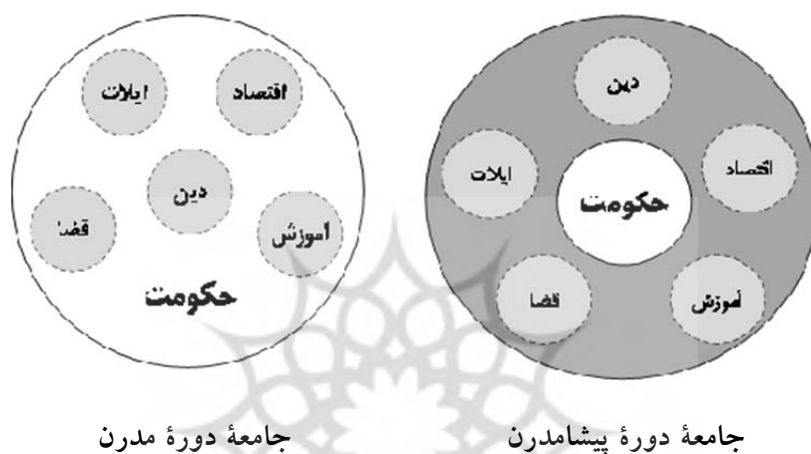 دین
اقتصاد
ایلات
حکومت
آموزش
قضا
جامعهٔ دورهٔ پیشامدرن
اقتصاد
ایلات
دین
آموزش
قضا
حکومت
جامعهٔ دورهٔ مدرن